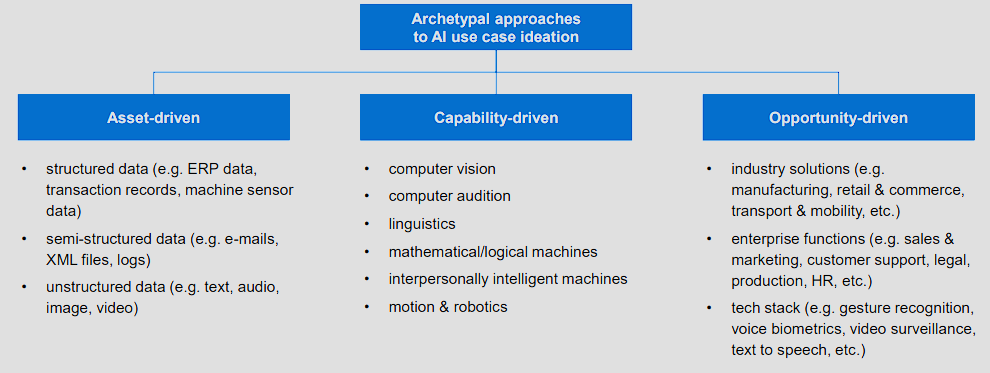 Archetypal approaches
to AI use case ideation
Asset-driven
• structured data (e.g. ERP data,
transaction records, machine sensor
data)
• semi-structured data (e.g. e-mails,
XML files, logs)
• unstructured data (e.g. text, audio,
image, video)
Capability-driven
• computer vision
• computer audition
• linguistics
• mathematical/logical machines
• interpersonally intelligent machines
• motion & robotics
Opportunity-driven
• industry solutions (e.g.
manufacturing, retail & commerce,
transport & mobility, etc.)
• enterprise functions (e.g. sales &
marketing, customer support, legal,
production, HR, etc.)
• tech stack (e.g. gesture recognition,
voice biometrics, video surveillance,
text to speech, etc.)